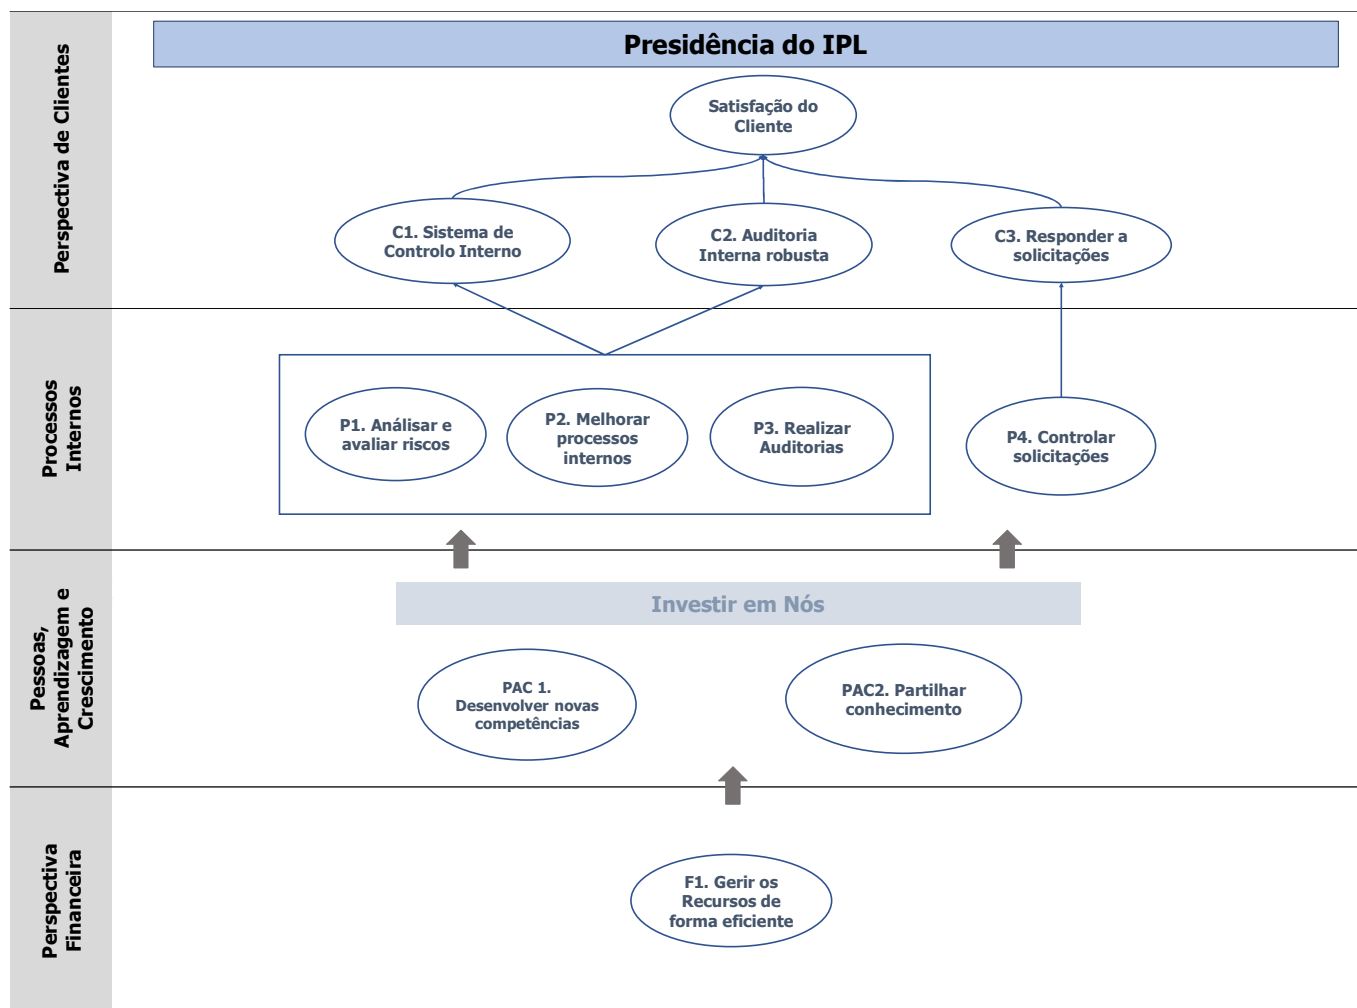 Presidência do IPL
Perspectiva de Clientes
Satisfação do
Cliente
C1. Sistema de
Controlo Interno
C2. Auditoria
Interna robusta
C3. Responder a
solicitações
Processos
Internos
P1. Análisar e
avaliar riscos
P2. Melhorar
processos
internos
P3. Realizar
Auditorias
P4. Controlar
solicitações
Pessoas,
Aprendizagem e
Crescimento
Investir em Nós
PAC 1.
Desenvolver novas
competências
PAC2. Partilhar
conhecimento
Perspectiva
Financeira
F1. Gerir os
Recursos de
forma eficiente